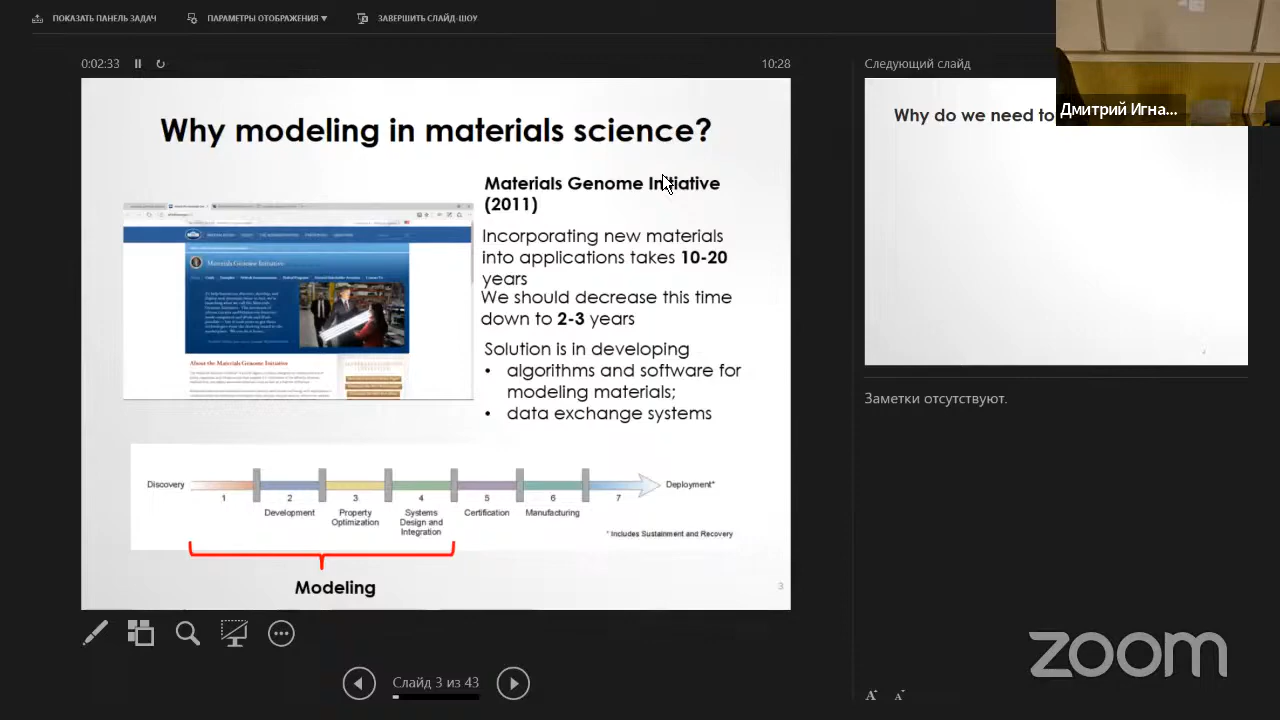 ПОКАЗАТЬ ПАНЕЛЬ ЗАДАЧ
ПАРАМЕТРЫ ОТОБРАЖЕНИЯ
ЗАВЕРШИТЬ СЛАЙД-ШОУ
0:02:33
10:28
Why modeling in materials science?
Materials Genome Initiative
(2011)
Incorporating new materials
into applications takes 10-20
years
We should decrease this time
down to 2-3 years
Solution is in developing
• algorithms and software for
modeling materials;
• data exchange systems
Materials Genome Initiative
About the Materials Genome Initiative
Discovery
1
2
3
4
5
6
7
Deployment*
Development
Property
Optimization
Systems
Design and
Integration
Certification
Manufacturing
* Includes Sustainment and Recovery
Modeling
3
Слайд 3 из 43
Следующий слайд
Why do we need to
Дмитрий Игна...
Заметки отсутствуют.
zoom